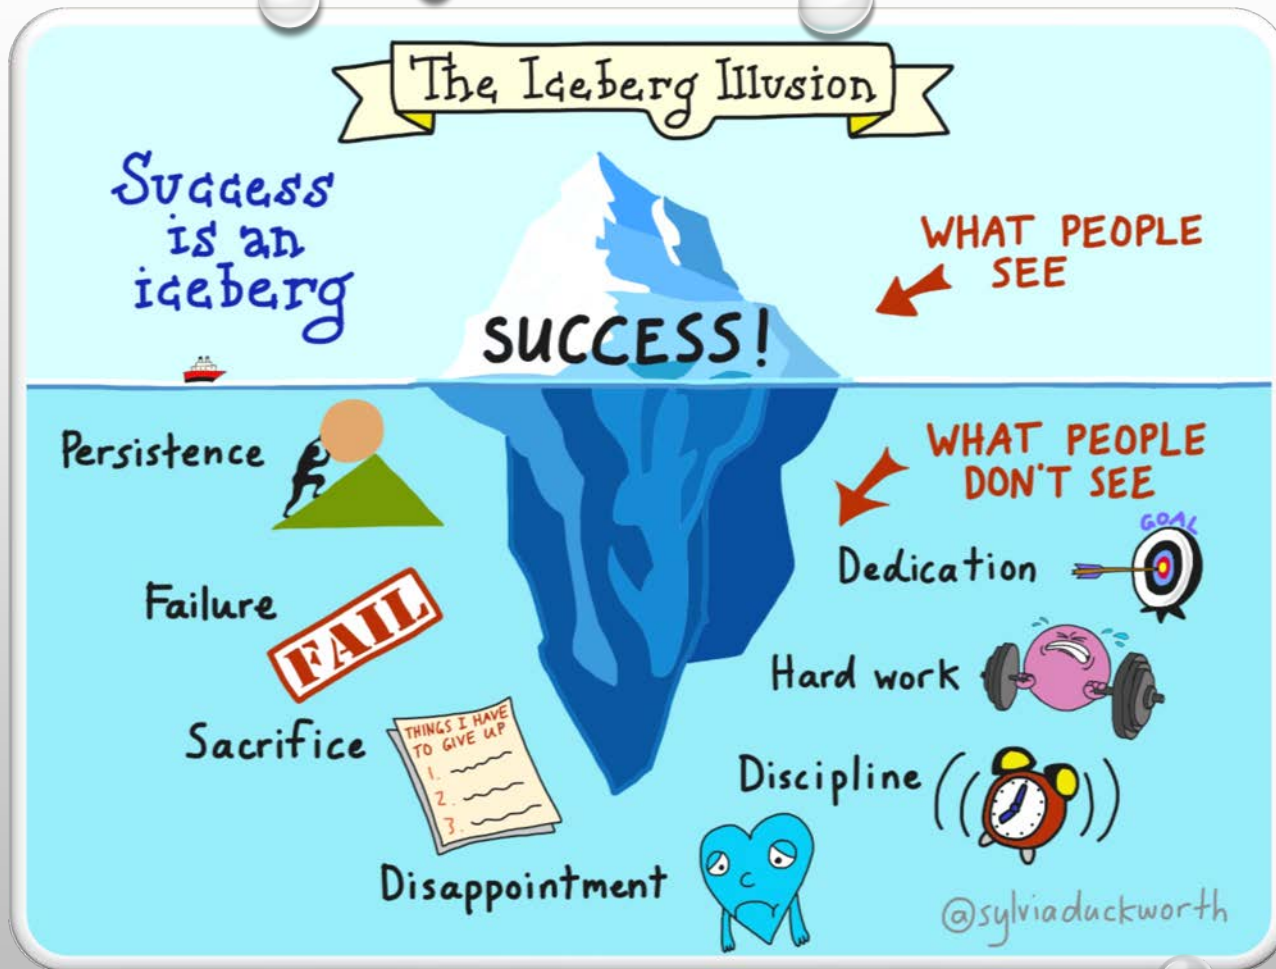 The Iceberg Illusion
Success
is an
iceberg
WHAT PEOPLE
SEE
SUCCESS!
Persistence
WHAT PEOPLE
DON'T SEE
GOAL
Dedication
Failure
FAIL
Hard work
Sacrifice
THINGS I HAVE
TO GIVE UP
1.
2.
3.
Discipline
Disappointment
@sylviaduckworth